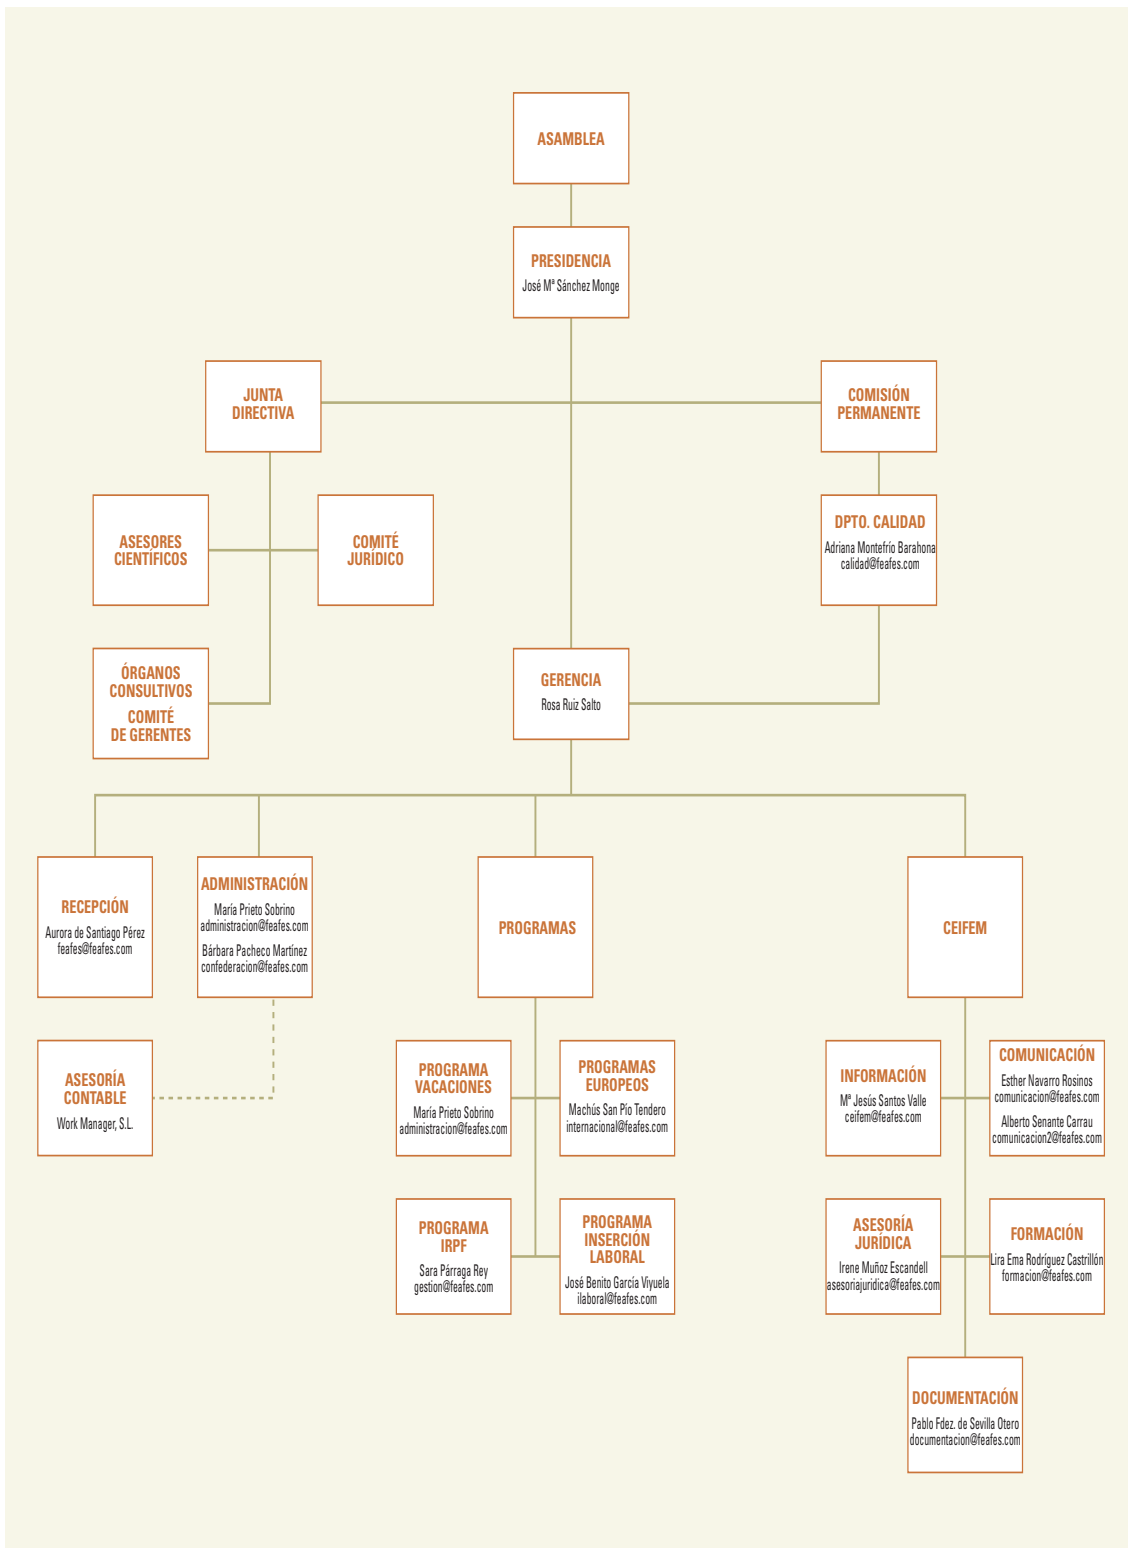 ASAMBLEA
PRESIDENCIA
José Mª Sánchez Monge
JUNTA
DIRECTIVA
COMISIÓN
PERMANENTE
ASESORES
CIENTÍFICOS
COMITÉ
JURÍDICO
DPTO. CALIDAD
Adriana Montefrío Barahona
calidad@feafes.com
ÓRGANOS
CONSULTIVOS
COMITÉ
DE GERENTES
GERENCIA
Rosa Ruiz Salto
RECEPCIÓN
Aurora de Santiago Pérez
feafes@feafes.com
ADMINISTRACIÓN
María Prieto Sobrino
administracion@feafes.com
Bárbara Pacheco Martínez
confederacion@feafes.com
PROGRAMAS
CEIFEM
ASESORÍA
CONTABLE
Work Manager, S.L.
PROGRAMA
VACACIONES
María Prieto Sobrino
administracion@feafes.com
PROGRAMAS
EUROPEOS
Machús San Pío Tendero
internacional@feafes.com
INFORMACIÓN
Mª Jesús Santos Valle
ceifem@feafes.com
COMUNICACIÓN
Esther Navarro Rosinos
comunicacion@feafes.com
Alberto Senante Carrau
comunicacion2@feafes.com
PROGRAMA
IRPF
Sara Párraga Rey
gestion@feafes.com
PROGRAMA
INSERCIÓN
LABORAL
José Benito García Viyuela
ilaboral@feafes.com
ASESORÍA
JURÍDICA
Irene Muñoz Escandell
asesoriajuridica@feafes.com
FORMACIÓN
Lira Ema Rodríguez Castrillón
formacion@feafes.com
DOCUMENTACIÓN
Pablo Fdez. de Sevilla Otero
documentacion@feafes.com